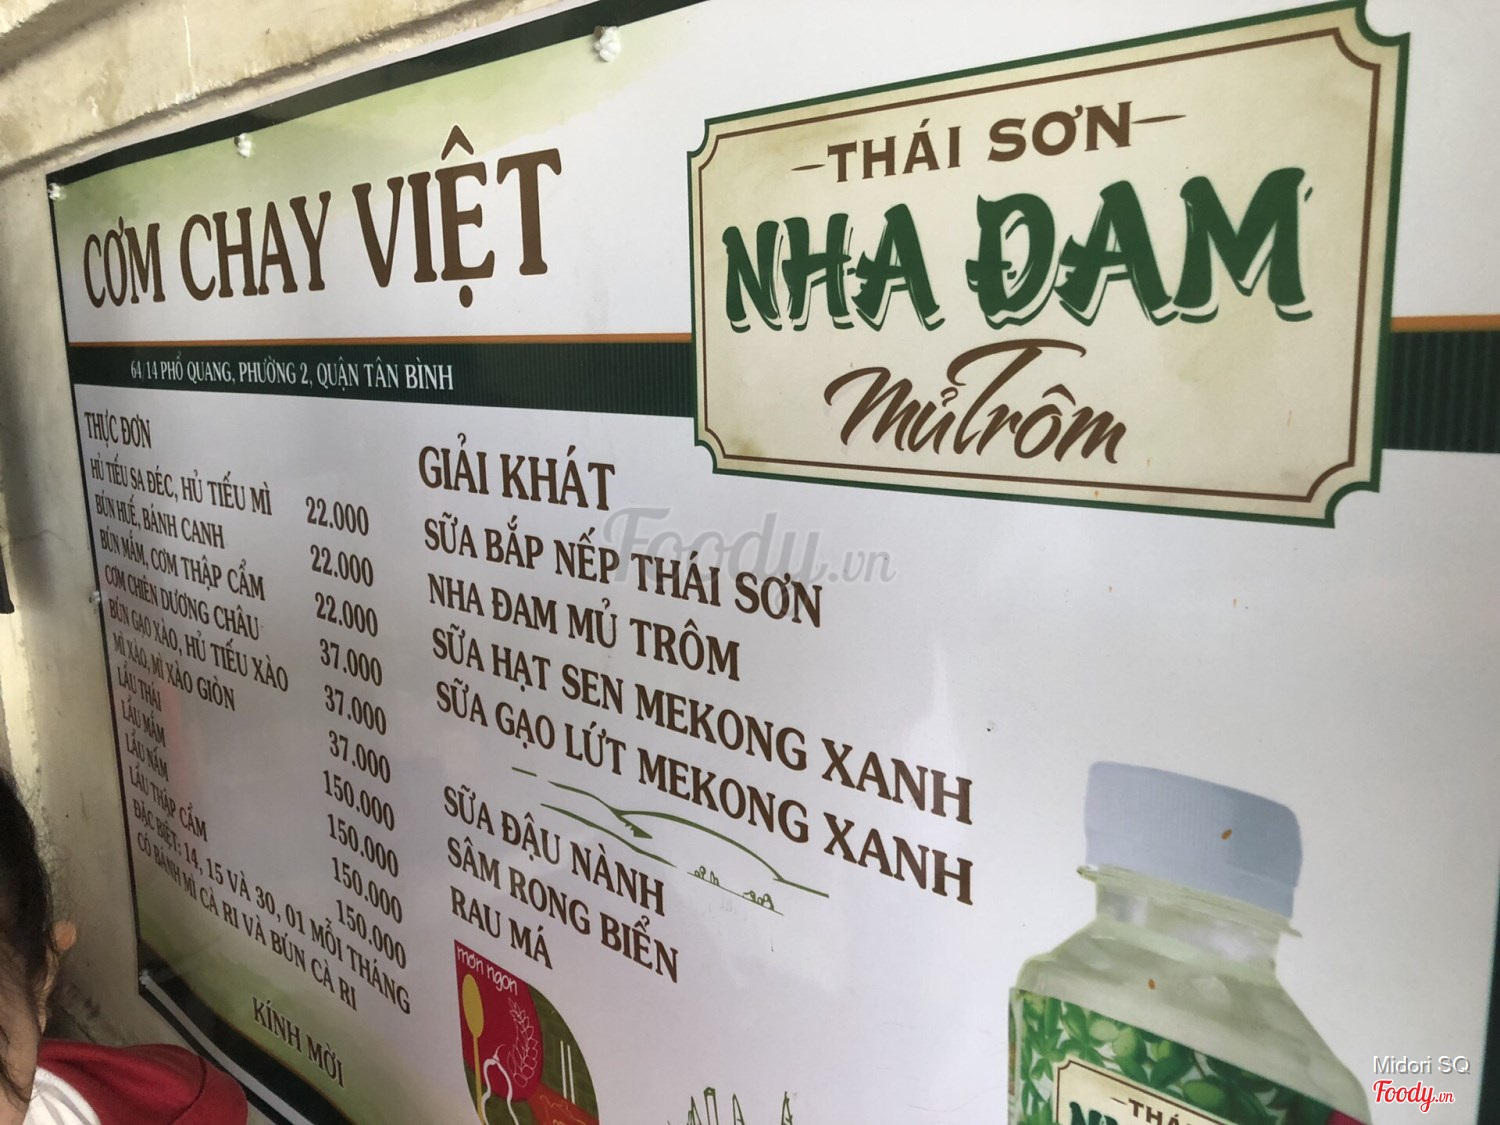 CƠM CHAY VIỆT
64/14 PHỔ QUANG, PHƯỜNG 2, QUẬN TÂN BÌNH
THÁI SƠN
NHA ĐAM
Mủ Trôm
THỰC ĐƠN
HỦ TIẾU SA ĐÉC, HỦ TIẾU MÌ 22.000
BÚN HUẾ, BÁNH CANH 22.000
BÚN MẮM, CƠM THẬP CẨM 22.000
CƠM CHIÊN DƯƠNG CHÂU 37.000
BÚN GẠO XÀO, HỦ TIẾU XÀO 37.000
MÌ XÀO, MÌ XÀO GIÒN 37.000
LẨU THÁI 150.000
LẨU MẮM 150.000
LẨU NẤM 150.000
LẨU THẬP CẨM 150.000
ĐẶC BIỆT: 14, 15 VÀ 30, 01 MỖI THÁNG
CÓ BÁNH MÌ CÀ RI VÀ BÚN CÀ RI
KÍNH MỜI
GIẢI KHÁT
SỮA BẮP NẾP THÁI SƠN
NHA ĐAM MỦ TRÔM
SỮA HẠT SEN MEKONG XANH
SỮA GẠO LỨT MEKONG XANH
SỮA ĐẬU NÀNH
SÂM RONG BIỂN
RAU MÁ
món ngon
Foody.vn
Midori SQ
Foody.vn